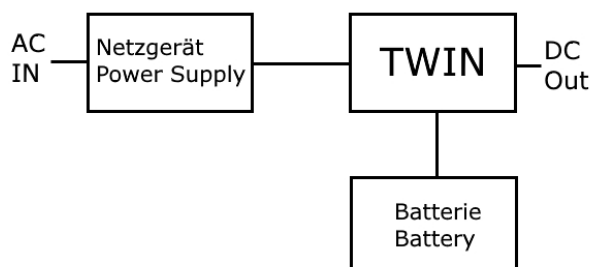 AC
IN
Netzgerät
Power Supply
TWIN
DC
Out
Batterie
Battery